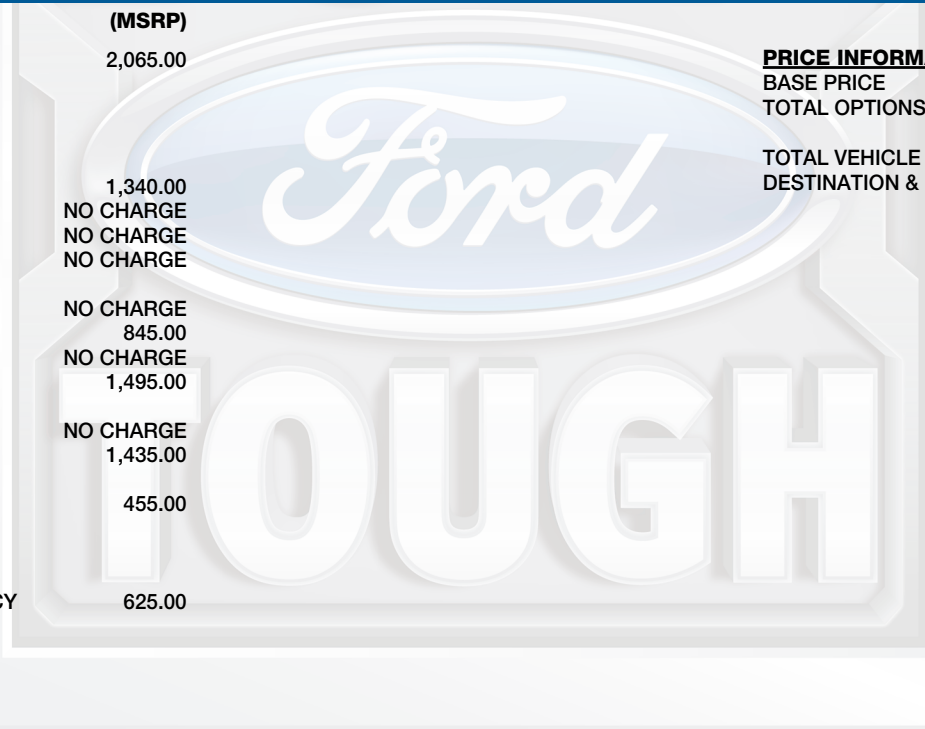 (MSRP)
2,065.00
1,340.00
NO CHARGE
NO CHARGE
NO CHARGE
NO CHARGE
845.00
NO CHARGE
1,495.00
NO CHARGE
1,435.00
455.00
CY 625.00
PRICE INFORMA
BASE PRICE
TOTAL OPTIONS
TOTAL VEHICLE
DESTINATION &
Ford
TOUGH